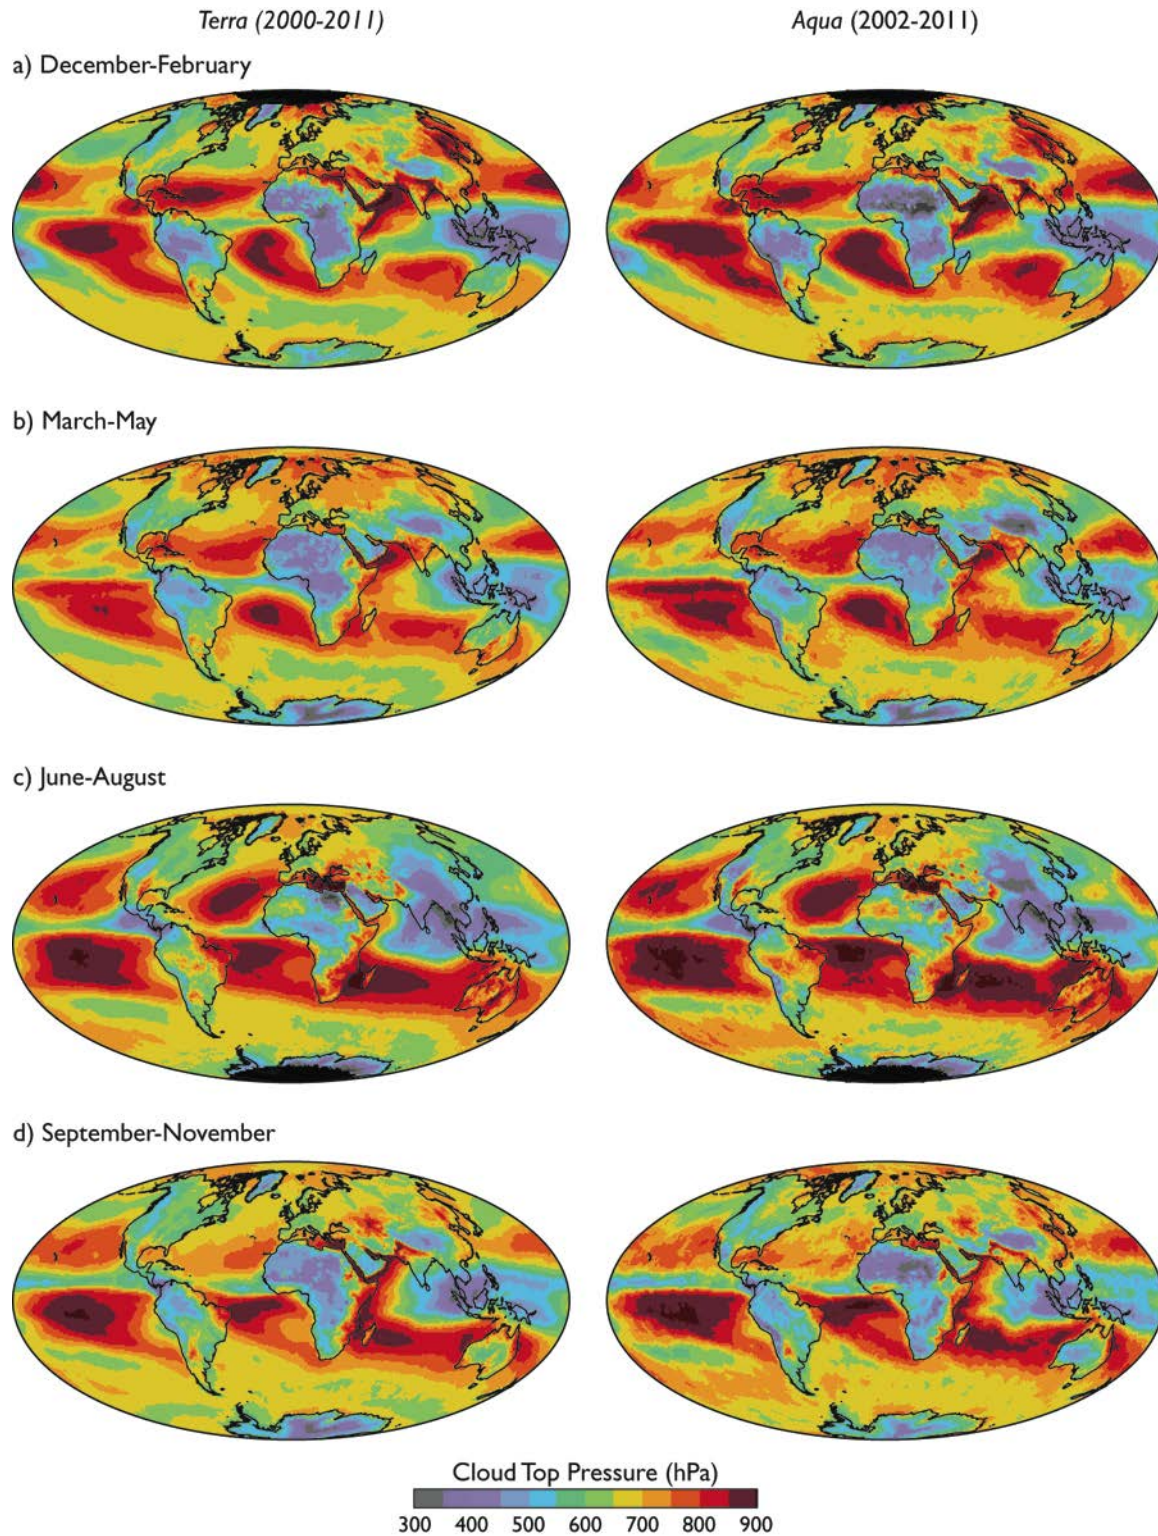 Terra (2000-2011) Aqua (2002-2011)
a) December-February
b) March-May
c) June-August
d) September-November
Cloud Top Pressure (hPa)
300 400 500 600 700 800 900